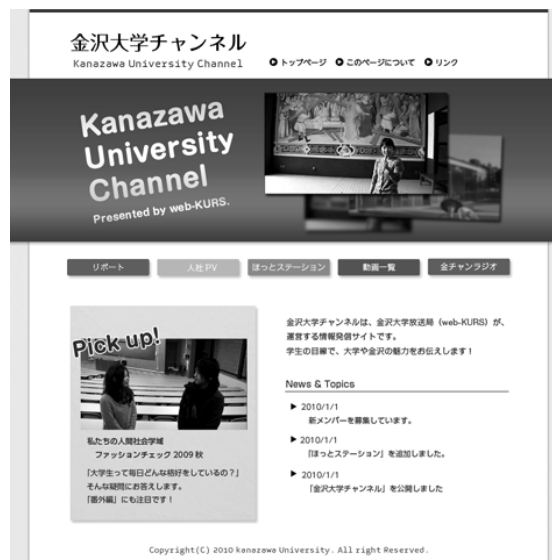 金沢大学チャンネル
Kanazawa University Channel
トップページ
このページについて
リンク
Kanazawa
University
Channel
Presented by web-KURS.
リポート
人社 PV
ほっとステーション
動画一覧
金チャンラジオ
Pick up!
私たちの人間社会学域
ファッションチェック 2009 秋
「大学生って毎日どんな格好をしているの？」
そんな疑問にお答えします。
「番外編」にも注目です！
金沢大学チャンネルは、金沢大学放送局（web-KURS）が、
運営する情報発信サイトです。
学生の目線で、大学や金沢の魅力をお伝えします！
News & Topics
2010/1/1
新メンバーを募集しています。
2010/1/1
「ほっとステーション」を追加しました。
2010/1/1
「金沢大学チャンネル」を公開しました
Copyright(C) 2010 kanazawa University. All right Reserved.